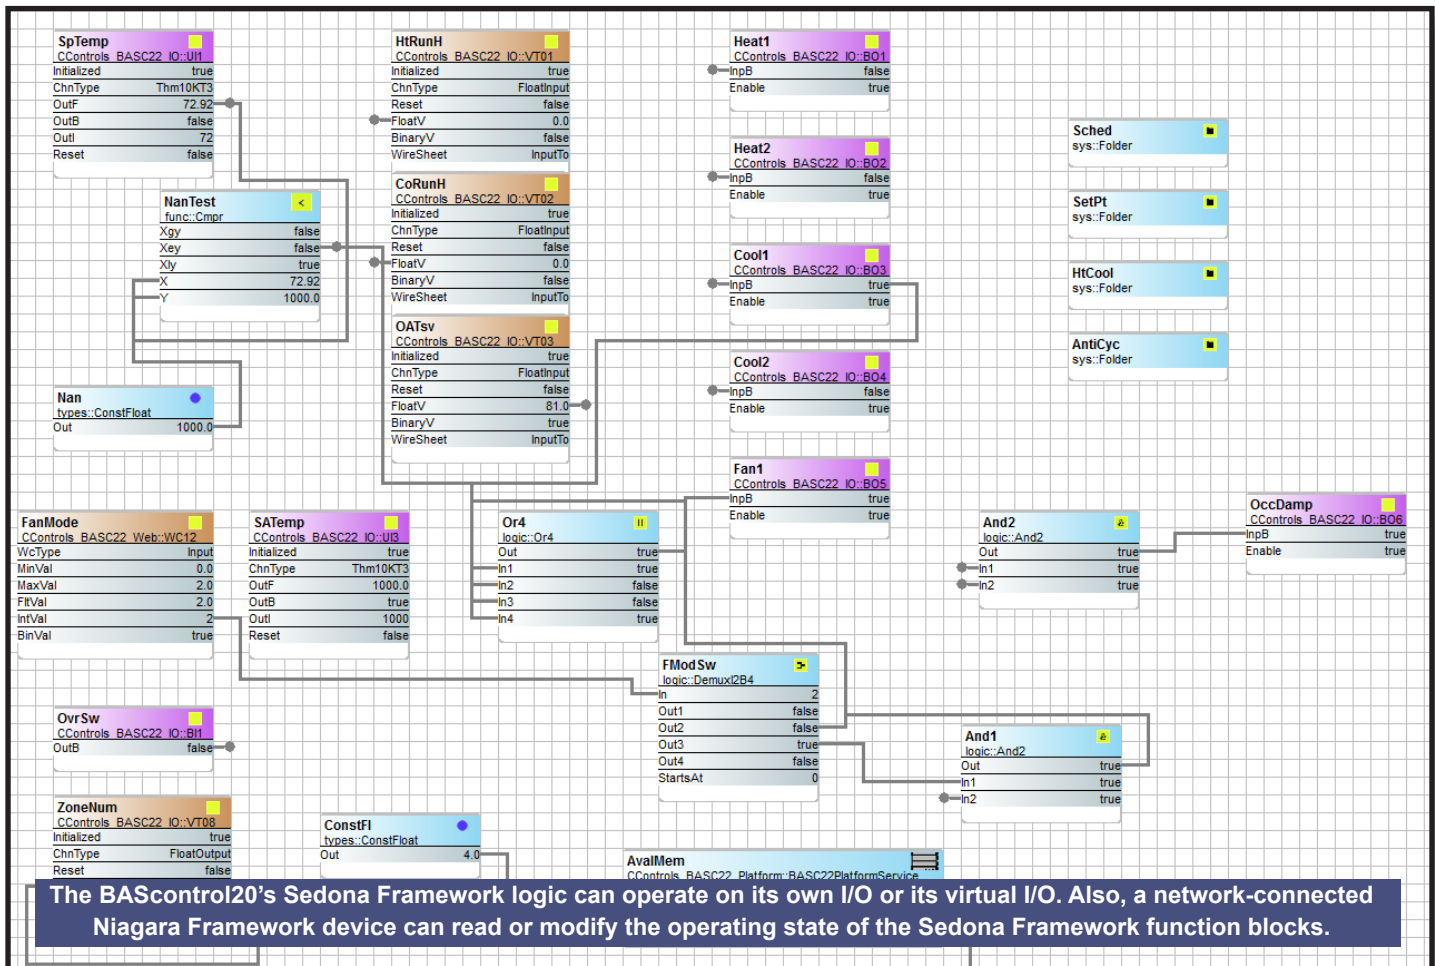 SpTemp
CControls_BASC22_IO::UI1
Initialized true
ChnType Thm10KT3
OutF 72.92
OutB false
OutI 72
Reset false
HtRunH
CControls_BASC22_IO::VT01
Initialized true
ChnType FloatInput
Reset false
FloatV 0.0
BinaryV false
WireSheet InputTo
Heat1
CControls_BASC22_IO::BO1
InpB false
Enable true
Sched
sys::Folder
Heat2
CControls_BASC22_IO::BO2
InpB false
Enable true
NanTest
func::Cmpr
Xgy false
Xey false
Xly true
X 72.92
Y 1000.0
CoRunH
CControls_BASC22_IO::VT02
Initialized true
ChnType FloatInput
Reset false
FloatV 0.0
BinaryV false
WireSheet InputTo
SetPt
sys::Folder
Cool1
CControls_BASC22_IO::BO3
InpB true
Enable true
HtCool
sys::Folder
OATsv
CControls_BASC22_IO::VT03
Initialized true
ChnType FloatInput
Reset false
FloatV 81.0
BinaryV true
WireSheet InputTo
AntiCyc
sys::Folder
Cool2
CControls_BASC22_IO::BO4
InpB false
Enable true
Nan
types::ConstFloat
Out 1000.0
Fan1
CControls_BASC22_IO::BO5
InpB true
Enable true
FanMode
CControls_BASC22_Web::WC12
WcType Input
MinVal 0.0
MaxVal 2.0
FltVal 2.0
IntVal 2
BinVal true
SATemp
CControls_BASC22_IO::UI3
Initialized true
ChnType Thm10KT3
OutF 1000.0
OutB true
OutI 1000
Reset false
Or4
logic::Or4
Out true
In1 true
In2 false
In3 false
In4 true
And2
logic::And2
Out true
In1 true
In2 true
OccDamp
CControls_BASC22_IO::BO6
InpB true
Enable true
FModSw
logic::DemuxI2B4
In 2
Out1 false
Out2 false
Out3 true
Out4 false
StartsAt 0
OvrSw
CControls_BASC22_IO::BI1
OutB false
And1
logic::And2
Out true
In1 true
In2 true
ZoneNum
CControls_BASC22_IO::VT08
Initialized true
ChnType FloatOutput
Reset false
ConstFl
types::ConstFloat
Out 4.0
AvalMem
CControls_BASC22_Platform::BASC22PlatformService
The BAScontrol20’s Sedona Framework logic can operate on its own I/O or its virtual I/O. Also, a network-connected
Niagara Framework device can read or modify the operating state of the Sedona Framework function blocks.